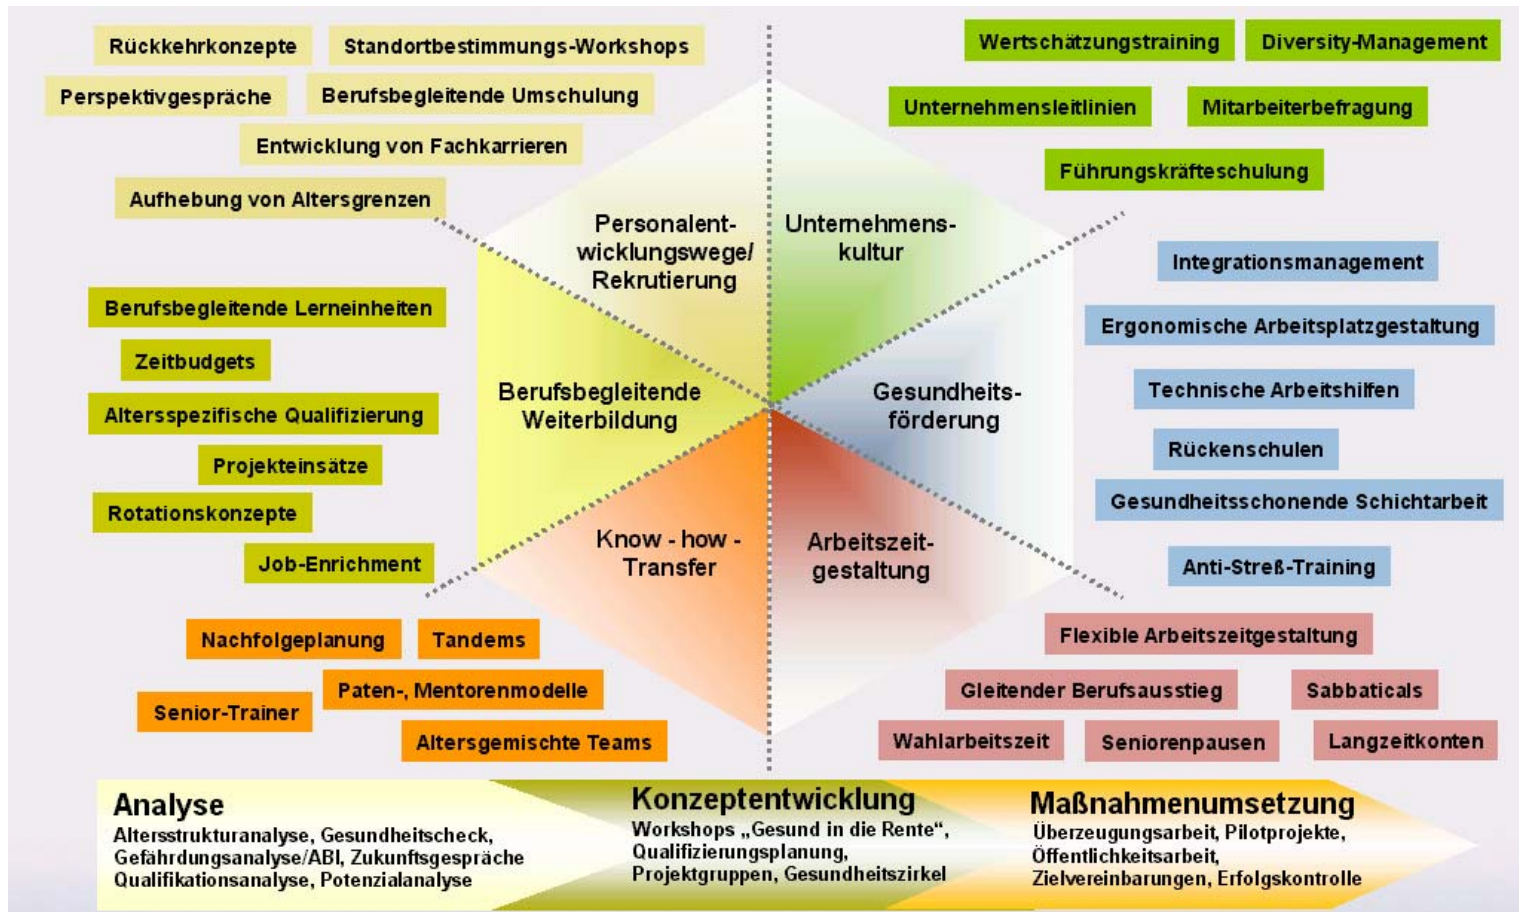 Rückkehrkonzepte
Standortbestimmungs-Workshops
Perspektivgespräche
Berufsbegleitende Umschulung
Entwicklung von Fachkarrieren
Aufhebung von Altersgrenzen
Wertschätzungstraining
Diversity-Management
Unternehmensleitlinien
Mitarbeiterbefragung
Führungskräfteschulung
Personalent-
wicklungswege/
Rekrutierung
Unternehmens-
kultur
Berufsbegleitende Lerneinheiten
Zeitbudgets
Altersspezifische Qualifizierung
Projekteinsätze
Rotationskonzepte
Job-Enrichment
Berufsbegleitende
Weiterbildung
Gesundheits-
förderung
Integrationsmanagement
Ergonomische Arbeitsplatzgestaltung
Technische Arbeitshilfen
Rückenschulen
Gesundheitsschonende Schichtarbeit
Anti-Streß-Training
Know - how -
Transfer
Arbeitszeit-
gestaltung
Nachfolgeplanung
Tandems
Paten-, Mentorenmodelle
Senior-Trainer
Altersgemischte Teams
Flexible Arbeitszeitgestaltung
Gleitender Berufsausstieg
Sabbaticals
Wahlarbeitszeit
Seniorenpausen
Langzeitkonten
Analyse
Altersstrukturanalyse, Gesundheitscheck,
Gefährdungsanalyse/ABI, Zukunftsgespräche
Qualifikationsanalyse, Potenzialanalyse
Konzeptentwicklung
Workshops „Gesund in die Rente“,
Qualifizierungsplanung,
Projektgruppen, Gesundheitszirkel
Maßnahmenumsetzung
Überzeugungsarbeit, Pilotprojekte,
Öffentlichkeitsarbeit,
Zielvereinbarungen, Erfolgskontrolle